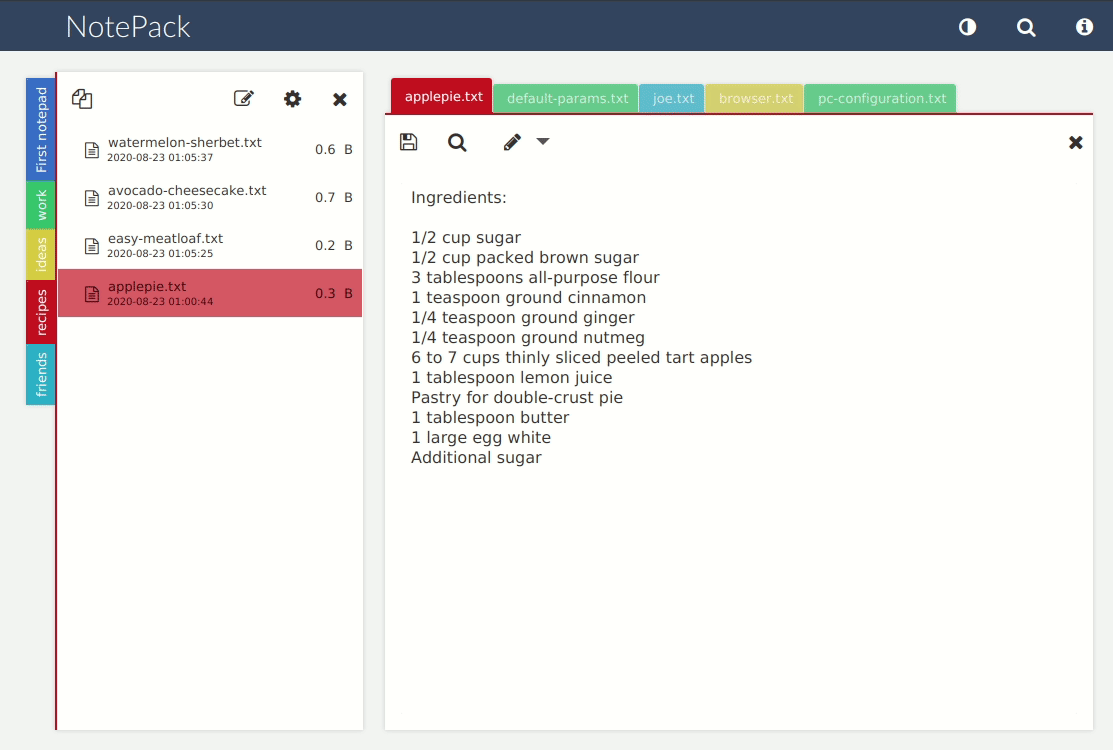 NotePack
First notepad
work
ideas
recipes
friends
watermelon-sherbet.txt
2020-08-23 01:05:37
0.6 B
avocado-cheesecake.txt
2020-08-23 01:05:30
0.7 B
easy-meatloaf.txt
2020-08-23 01:05:25
0.2 B
applepie.txt
2020-08-23 01:00:44
0.3 B
applepie.txt default-params.txt joe.txt browser.txt pc-configuration.txt
Ingredients:
1/2 cup sugar
1/2 cup packed brown sugar
3 tablespoons all-purpose flour
1 teaspoon ground cinnamon
1/4 teaspoon ground ginger
1/4 teaspoon ground nutmeg
6 to 7 cups thinly sliced peeled tart apples
1 tablespoon lemon juice
Pastry for double-crust pie
1 tablespoon butter
1 large egg white
Additional sugar